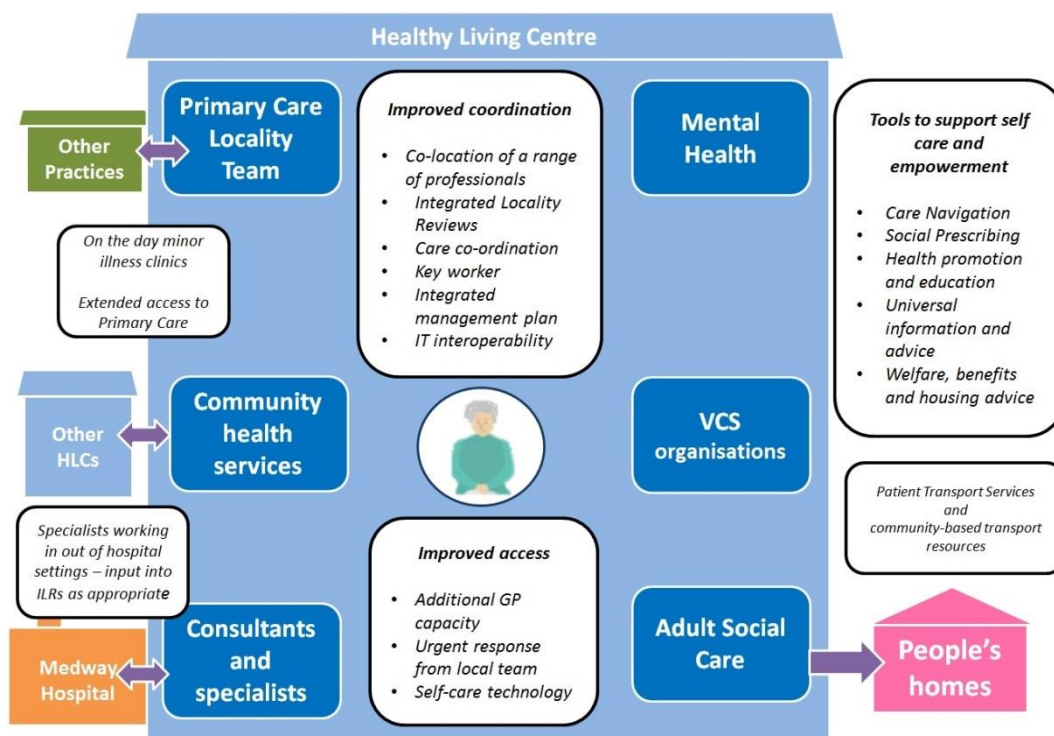 Healthy Living Centre
Other
Practices
Primary Care
Locality
Team
On the day minor
illness clinics
Extended access to
Primary Care
Improved coordination
• Co-location of a range
of professionals
• Integrated Locality
Reviews
• Care co-ordination
• Key worker
• Integrated
management plan
• IT interoperability
Mental
Health
Tools to support self
care and
empowerment
• Care Navigation
• Social Prescribing
• Health promotion
and education
• Universal
information and
advice
• Welfare, benefits
and housing advice
Other
HLCs
Community
health
services
VCS
organisations
Patient Transport Services
and
community-based transport
resources
Specialists working
in out of hospital
settings – input into
ILRs as appropriate
Medway
Hospital
Consultants
and
specialists
Improved access
• Additional GP
capacity
• Urgent response
from local team
• Self-care technology
Adult Social
Care
People's
homes